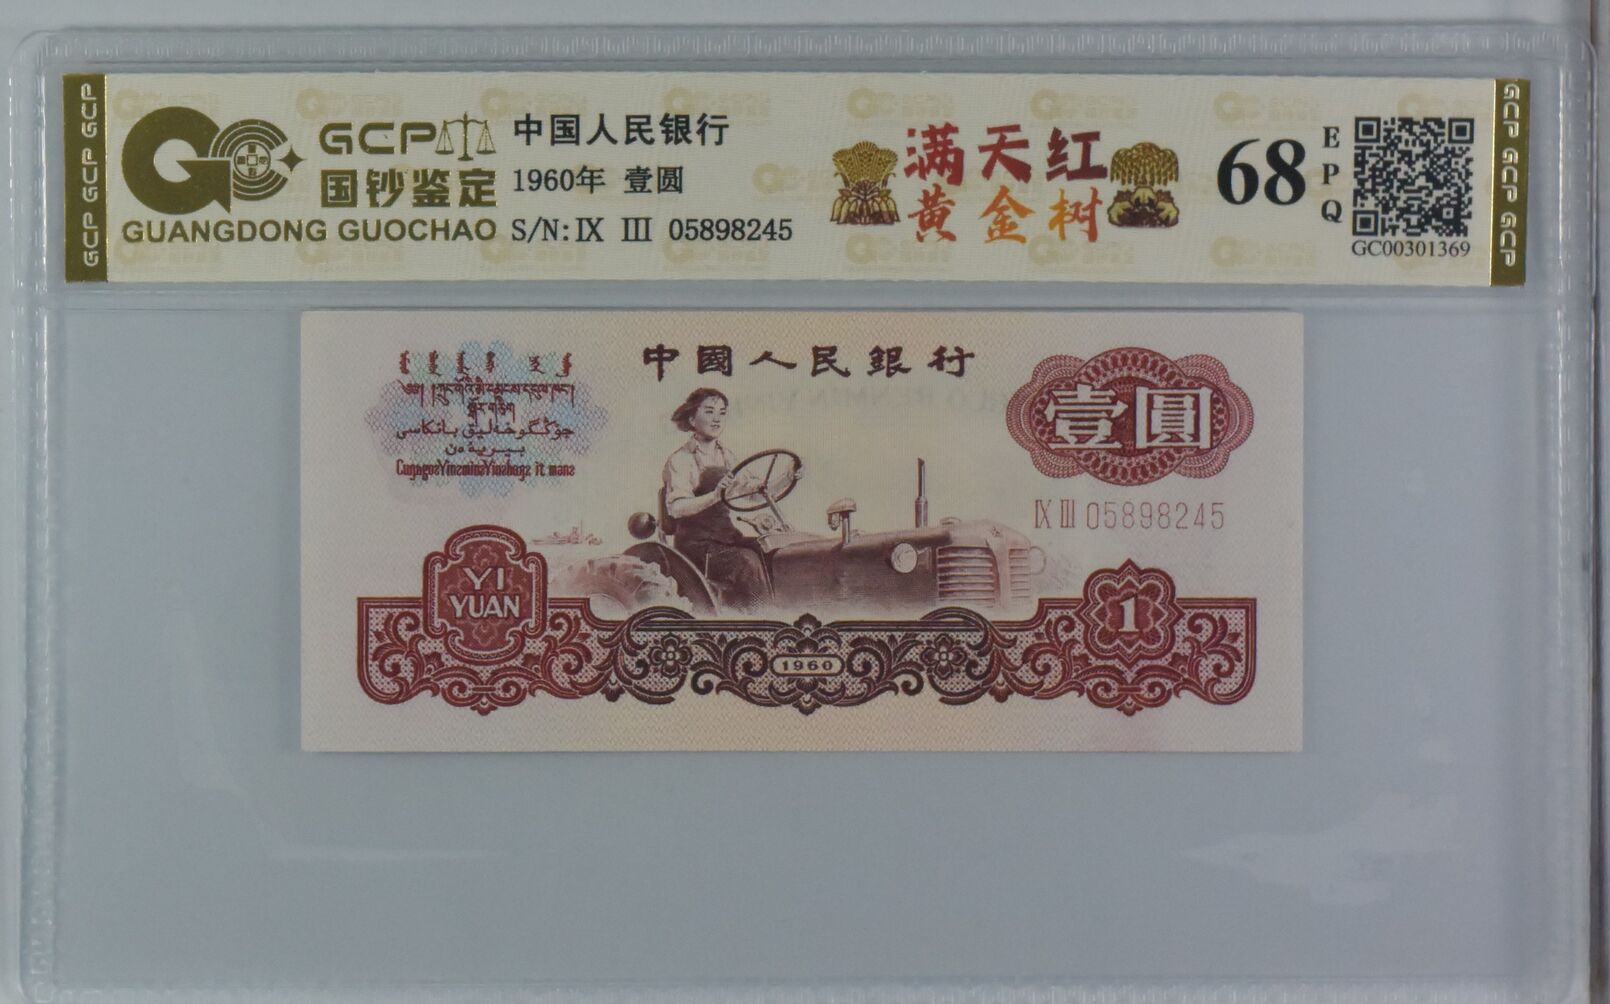 GCP GCP GCP
GCP
国钞鉴定
GUANGDONG GUOCHAO
中国人民银行
1960年 壹圆
S/N: IX III 05898245
满天红
黄金树
68
EPQ
GC00301369
GCP GCP GCP
中國人民銀行
壹圓
IX III 05898245
YI
YUAN
1960
1